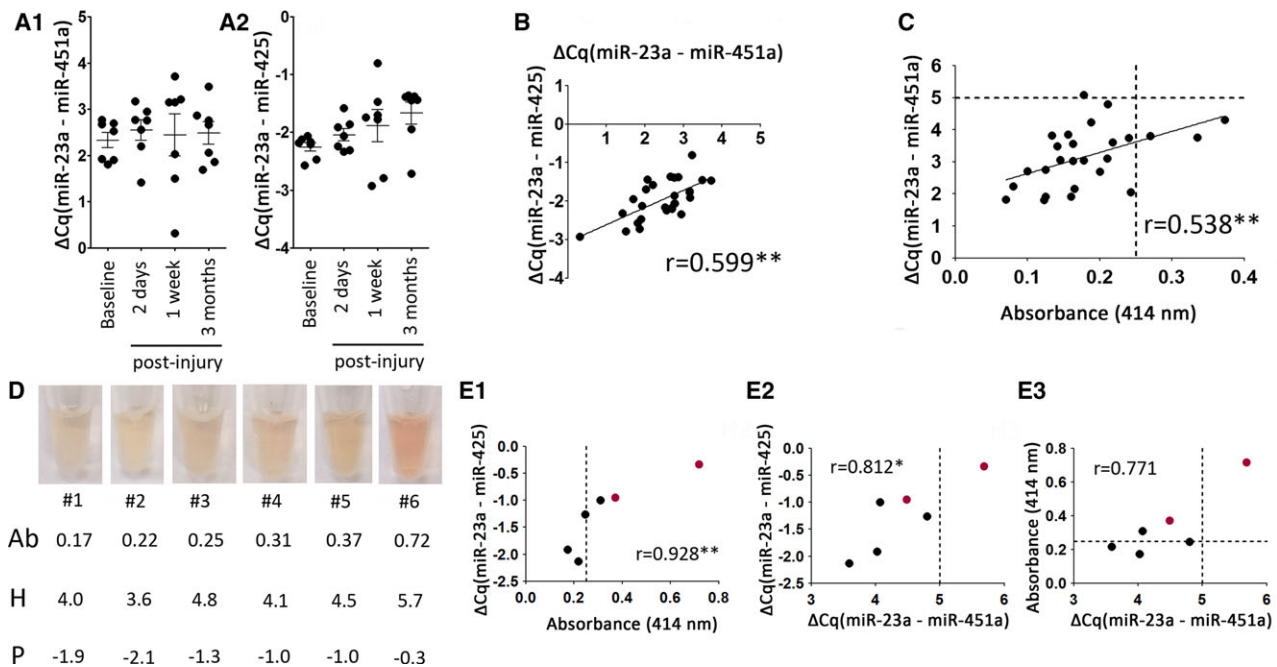 A1
ΔCq(miR-23a - miR-451a)
5
4
3
2
1
0
Baseline
2 days
1 week
3 months
post-injury
A2
ΔCq(miR-23a - miR-425)
0
-1
-2
-3
-4
Baseline
2 days
1 week
3 months
post-injury
B
ΔCq(miR-23a - miR-451a)
ΔCq(miR-23a - miR-425)
1
0
-1
-2
-3
-4
1 2 3 4 5
r=0.599**
C
ΔCq(miR-23a - miR-451a)
6
5
4
3
2
1
0
0.0 0.1 0.2 0.3 0.4
Absorbance (414 nm)
r=0.538**
D
#1 #2 #3 #4 #5 #6
Ab 0.17 0.22 0.25 0.31 0.37 0.72
H 4.0 3.6 4.8 4.1 4.5 5.7
P -1.9 -2.1 -1.3 -1.0 -1.0 -0.3
E1
ΔCq(miR-23a - miR-425)
0.0
-0.5
-1.0
-1.5
-2.0
-2.5
0.0 0.2 0.4 0.6 0.8
Absorbance (414 nm)
r=0.928**
E2
ΔCq(miR-23a - miR-425)
0.0
-0.5
-1.0
-1.5
-2.0
-2.5
3 4 5 6
ΔCq(miR-23a - miR-451a)
r=0.812*
E3
Absorbance (414 nm)
0.8
0.6
0.4
0.2
0.0
3 4 5 6
ΔCq(miR-23a - miR-451a)
r=0.771